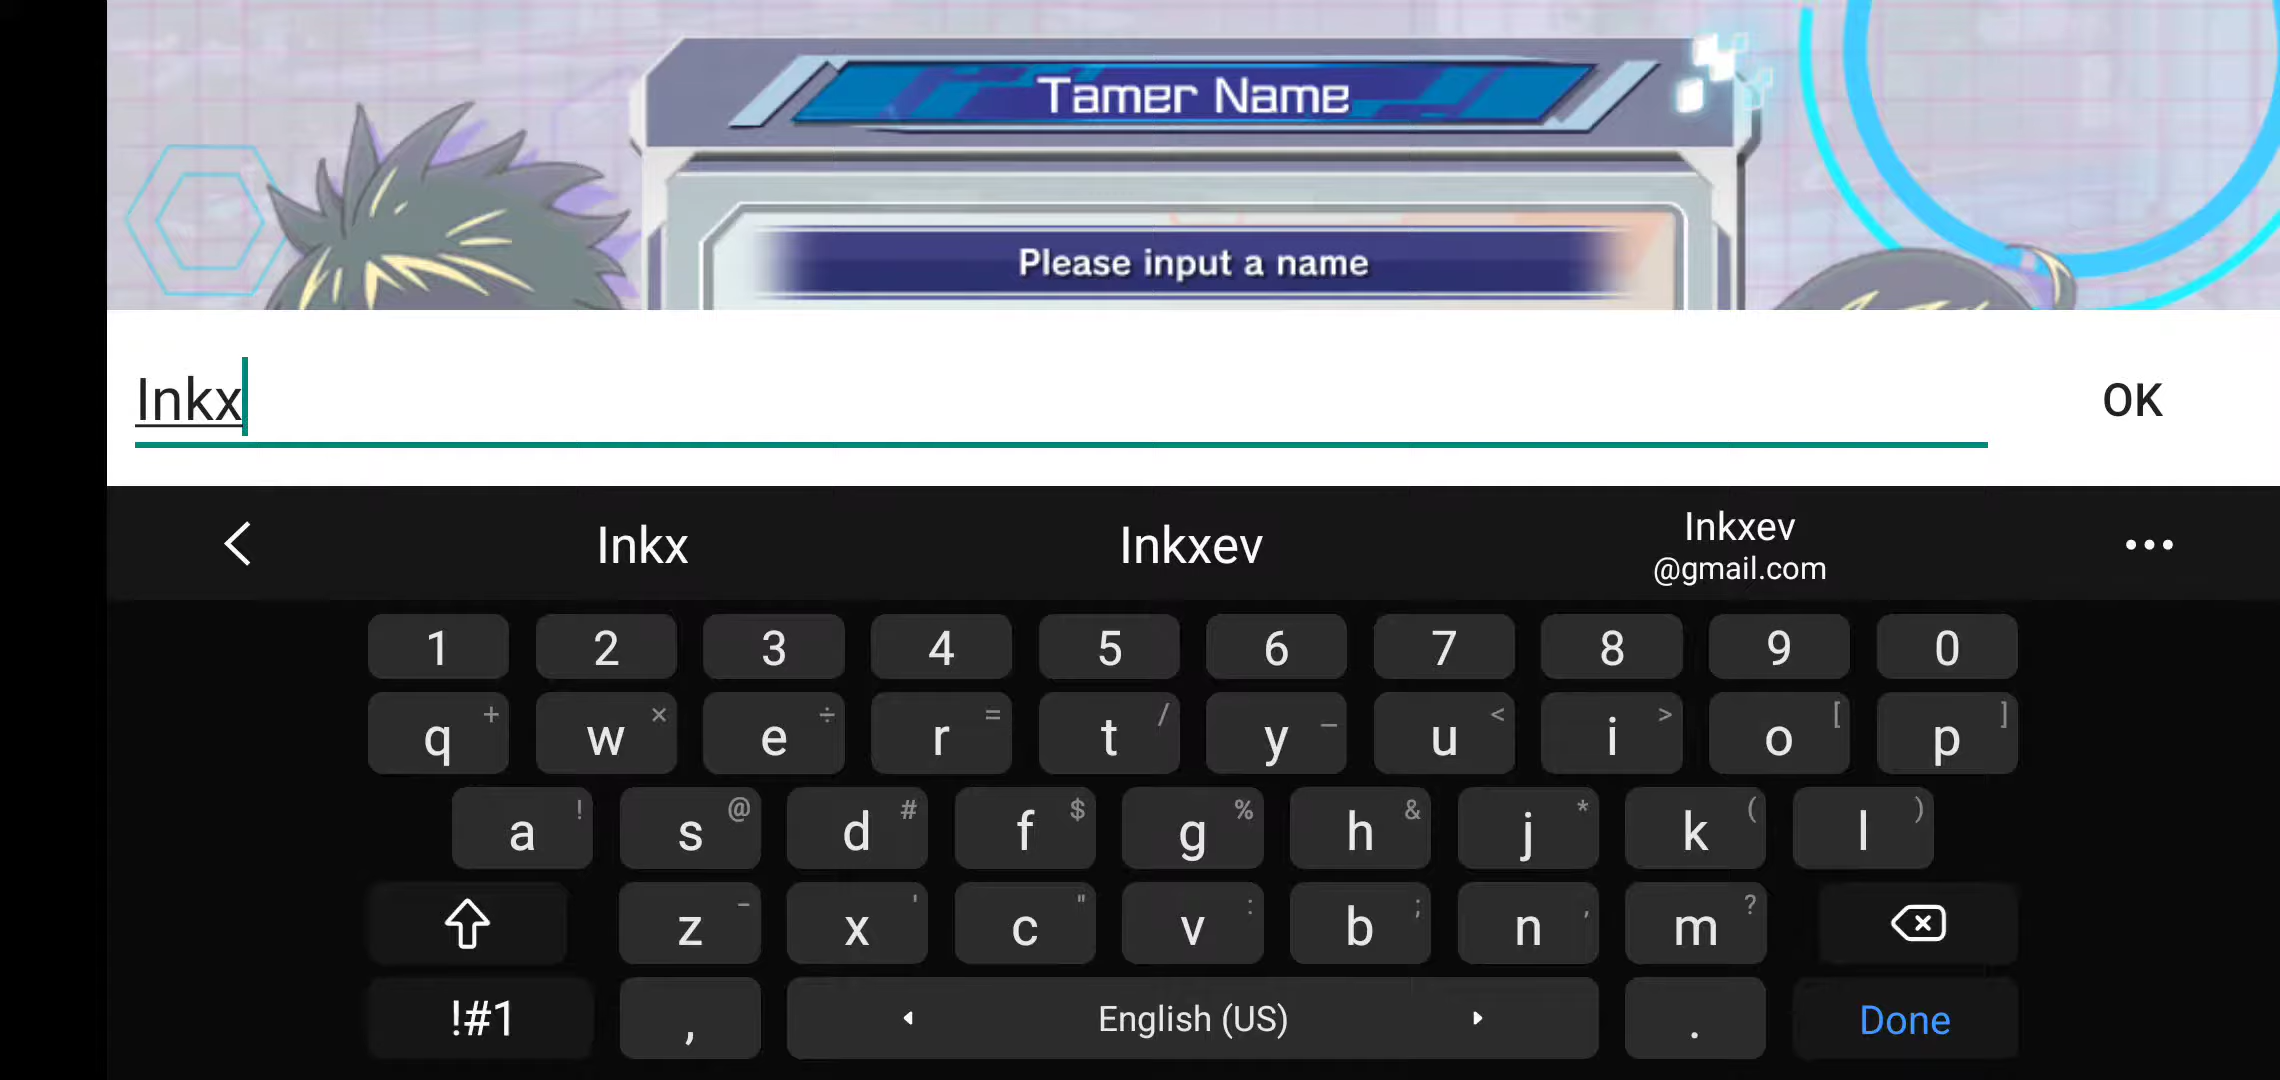 Tamer Name
Please input a name
Inkx
OK
Inkx Inkxev Inkxev
@gmail.com
1 2 3 4 5 6 7 8 9 0
q + w × e ÷ r = t / y _ u < i > o [ p ]
a ! s @ d # f $ g % h & j * k ( l )
z - x ' c " v : b ; n , m ?
!#1 , English (US) . Done